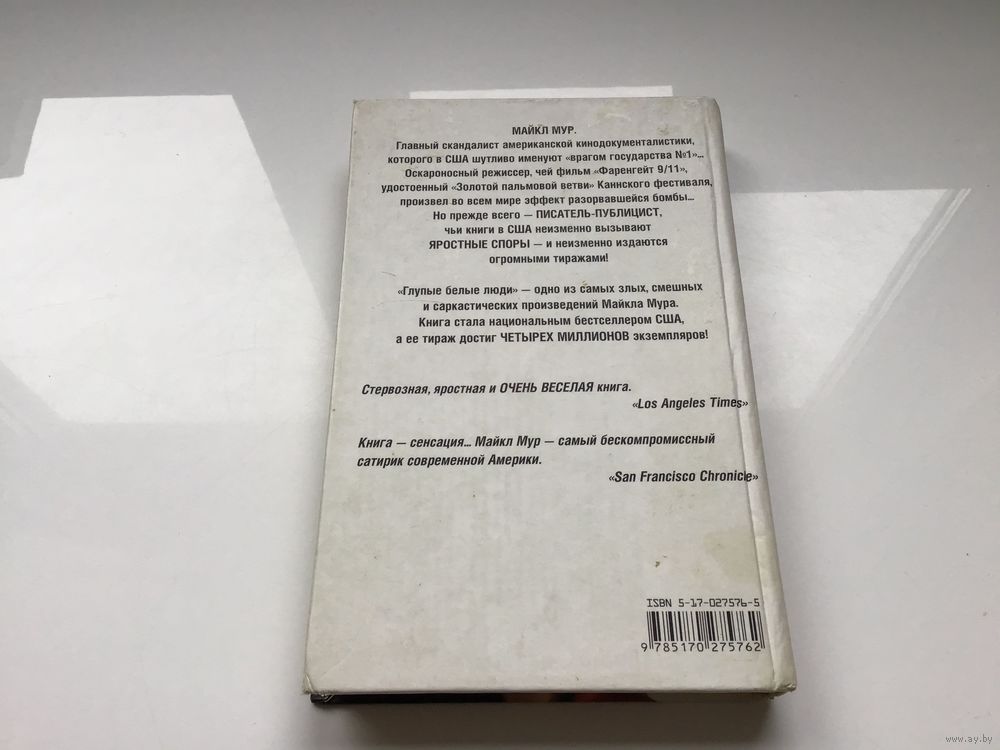 МАЙКЛ МУР.
Главный скандалист американской кинодокументалистики,
которого в США шутливо именуют «врагом государства №1»...
Оскароносный режиссер, чей фильм «Фаренгейт 9/11»,
удостоенный «Золотой пальмовой ветви» Каннского фестиваля,
произвел во всем мире эффект разорвавшейся бомбы...
Но прежде всего — ПИСАТЕЛЬ-ПУБЛИЦИСТ,
чьи книги в США неизменно вызывают
ЯРОСТНЫЕ СПОРЫ — и неизменно издаются
огромными тиражами!
«Глупые белые люди» — одно из самых злых, смешных
и саркастических произведений Майкла Мура.
Книга стала национальным бестселлером США,
а ее тираж достиг ЧЕТЫРЕХ МИЛЛИОНОВ экземпляров!
Стервозная, яростная и ОЧЕНЬ ВЕСЕЛАЯ книга.
«Los Angeles Times»
Книга — сенсация... Майкл Мур — самый бескомпромиссный
сатирик современной Америки.
«San Francisco Chronicle»
ISBN 5-17-027576-5
9 785170 275762
www.ay.by